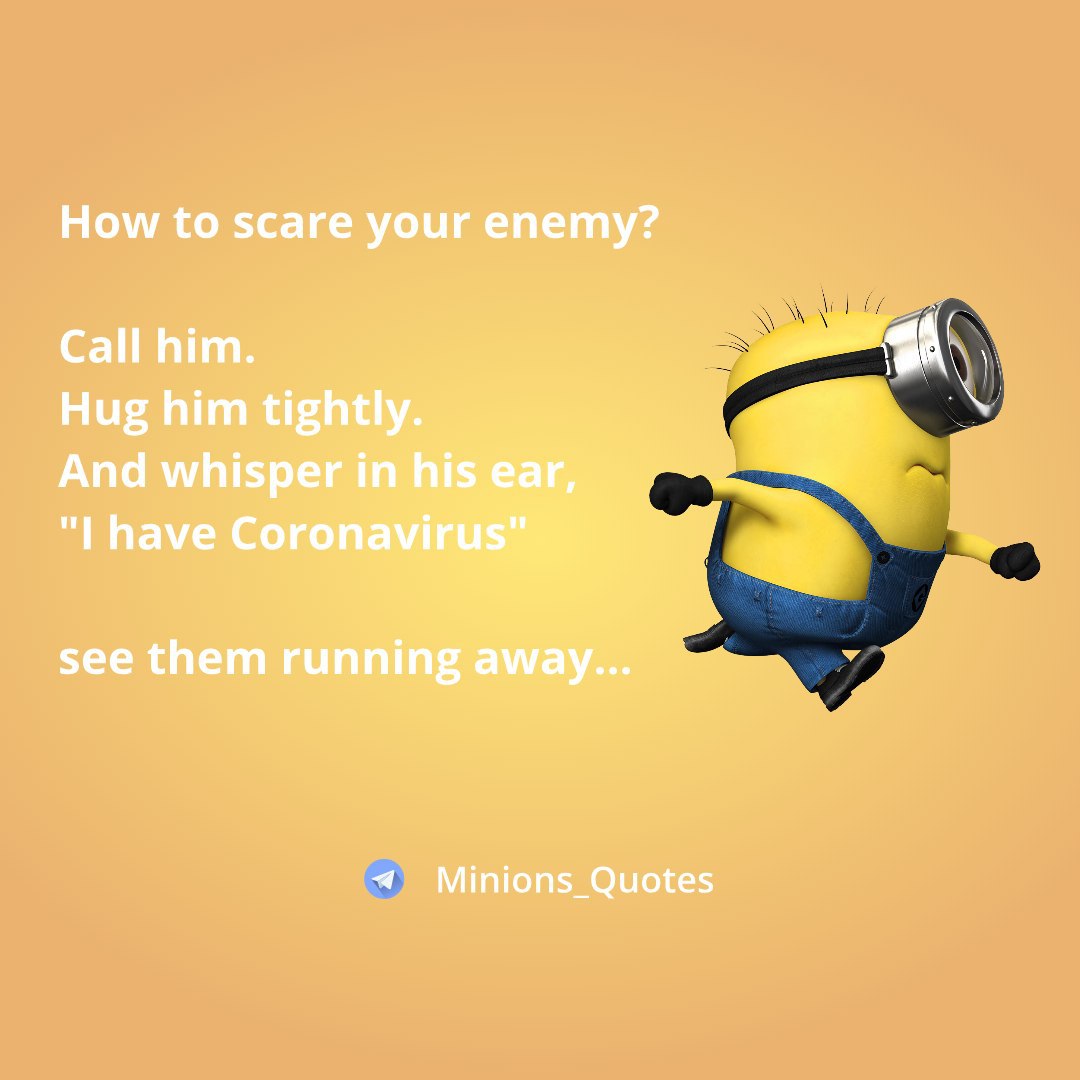 How to scare your enemy?
Call him.
Hug him tightly.
And whisper in his ear,
"I have Coronavirus"
see them running away...
Minions_Quotes